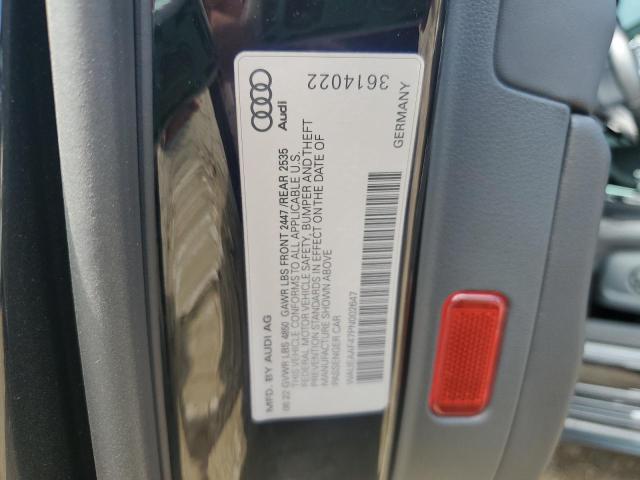 3614022
Audi
GERMANY
MFD. BY AUDI AG
06.22 GVWR LBS 4850 GAWR LBS FRONT 2447 /REAR 2535
THIS VEHICLE CONFORMS TO ALL APPLICABLE U.S.
FEDERAL MOTOR VEHICLE SAFETY, BUMPER AND THEFT
PREVENTION STANDARDS IN EFFECT ON THE DATE OF
MANUFACTURE SHOWN ABOVE
PASSENGER CAR
WAUEAAF47PN002647